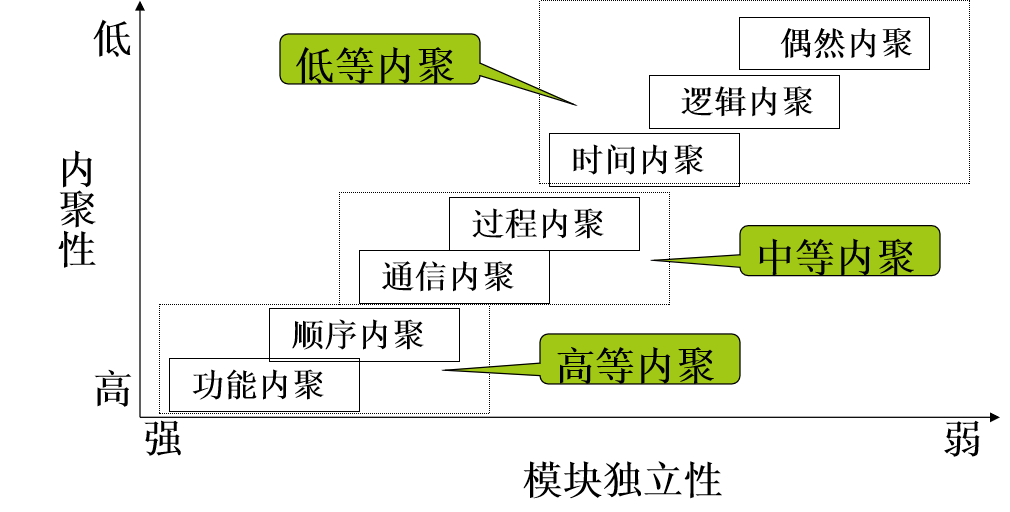 低
偶然内聚
低等内聚
逻辑内聚
时间内聚
内聚性
过程内聚
中等内聚
通信内聚
顺序内聚
高等内聚
功能内聚
高
强
弱
模块独立性